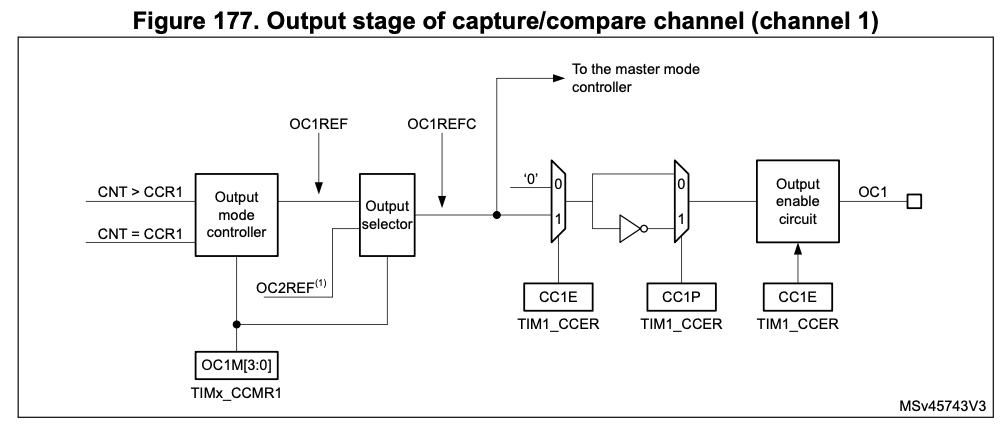 Figure 177. Output stage of capture/compare channel (channel 1)
To the master mode
controller
OC1REF
OC1REFC
CNT > CCR1
CNT = CCR1
Output
mode
controller
Output
selector
OC2REF(1)
‘0’
0
1
0
1
Output
enable
circuit
OC1
CC1E
TIM1_CCER
CC1P
TIM1_CCER
CC1E
TIM1_CCER
OC1M[3:0]
TIMx_CCMR1
MSv45743V3